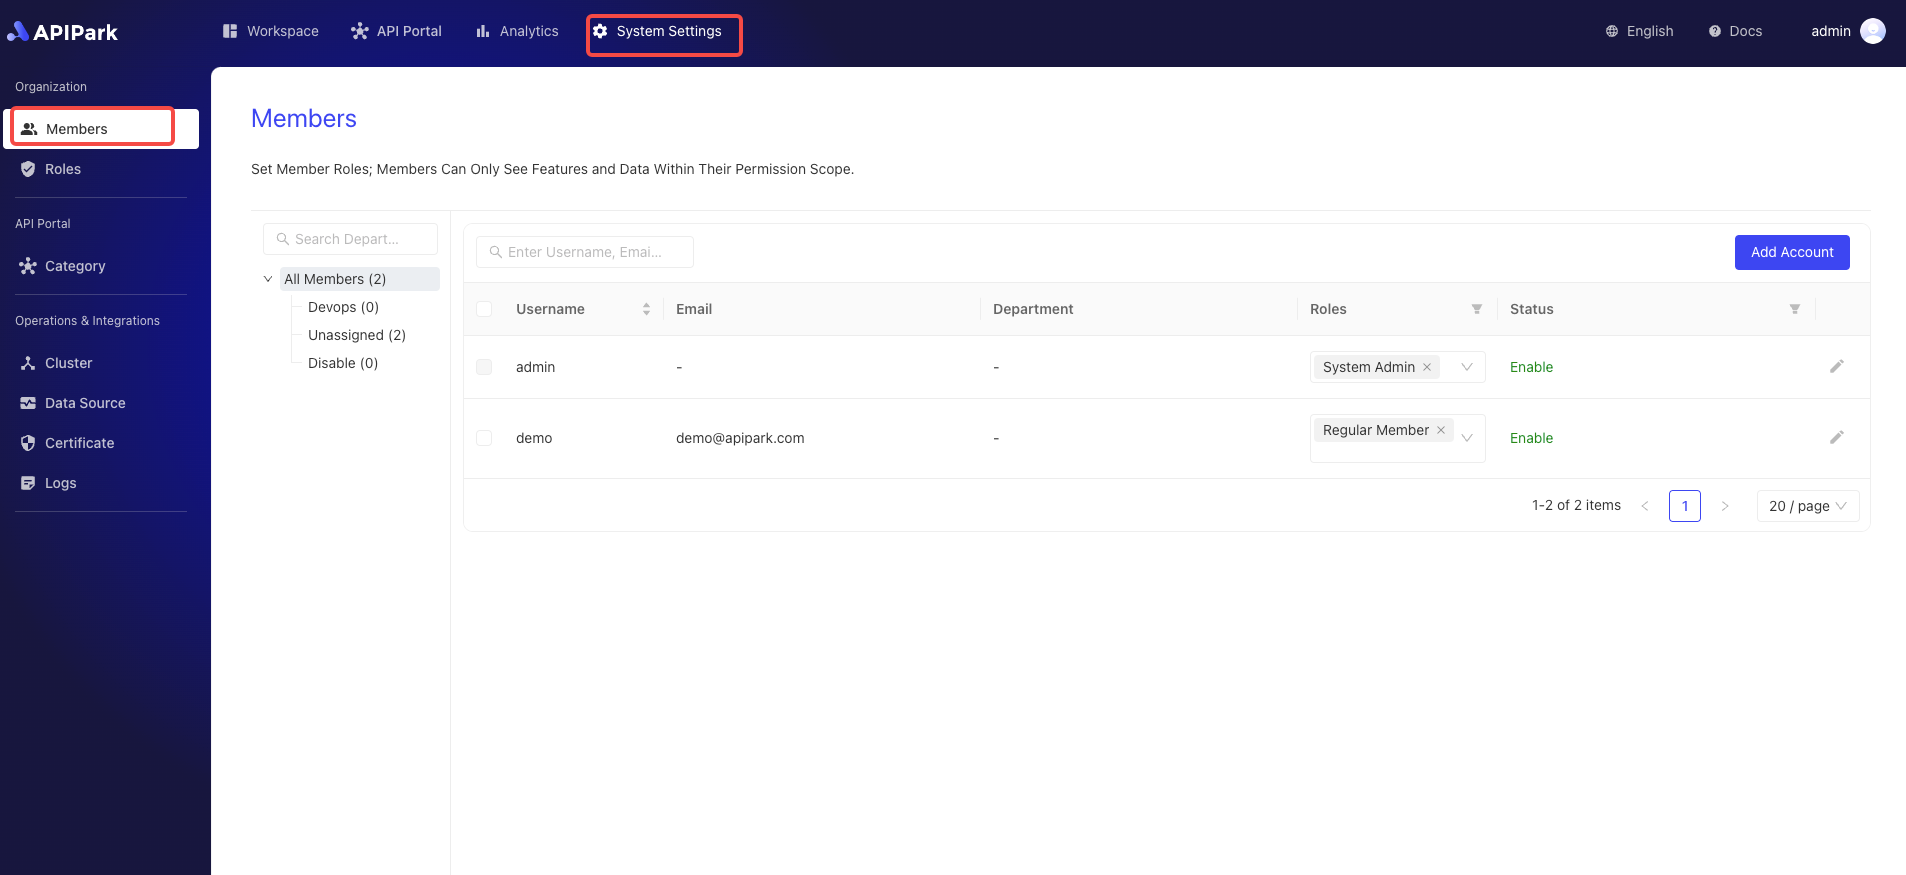 APIPark
Workspace
API Portal
Analytics
System Settings
English
Docs
admin
Organization
Members
Roles
API Portal
Category
Operations & Integrations
Cluster
Data Source
Certificate
Logs
Members
Set Member Roles; Members Can Only See Features and Data Within Their Permission Scope.
Search Depart...
All Members (2)
Devops (0)
Unassigned (2)
Disable (0)
Enter Username, Emai...
Add Account
Username Email Department Roles Status
admin - - System Admin Enable
demo demo@apipark.com - Regular Member Enable
1-2 of 2 items 1 20 / page